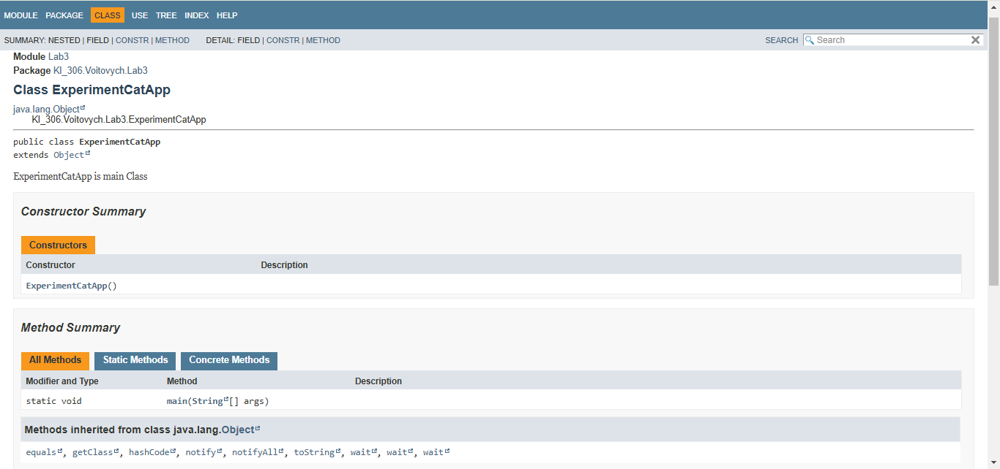 MODULE PACKAGE CLASS USE TREE INDEX HELP
SUMMARY: NESTED | FIELD | CONSTR | METHOD DETAIL: FIELD | CONSTR | METHOD SEARCH Search
Module Lab3
Package KI_306.Voitovych.Lab3
Class ExperimentCatApp
java.lang.Object
KI_306.Voitovych.Lab3.ExperimentCatApp
public class ExperimentCatApp
extends Object
ExperimentCatApp is main Class
Constructor Summary
Constructors
Constructor Description
ExperimentCatApp()
Method Summary
All Methods Static Methods Concrete Methods
Modifier and Type Method Description
static void main(String[] args)
Methods inherited from class java.lang.Object
equals, getClass, hashCode, notify, notifyAll, toString, wait, wait, wait